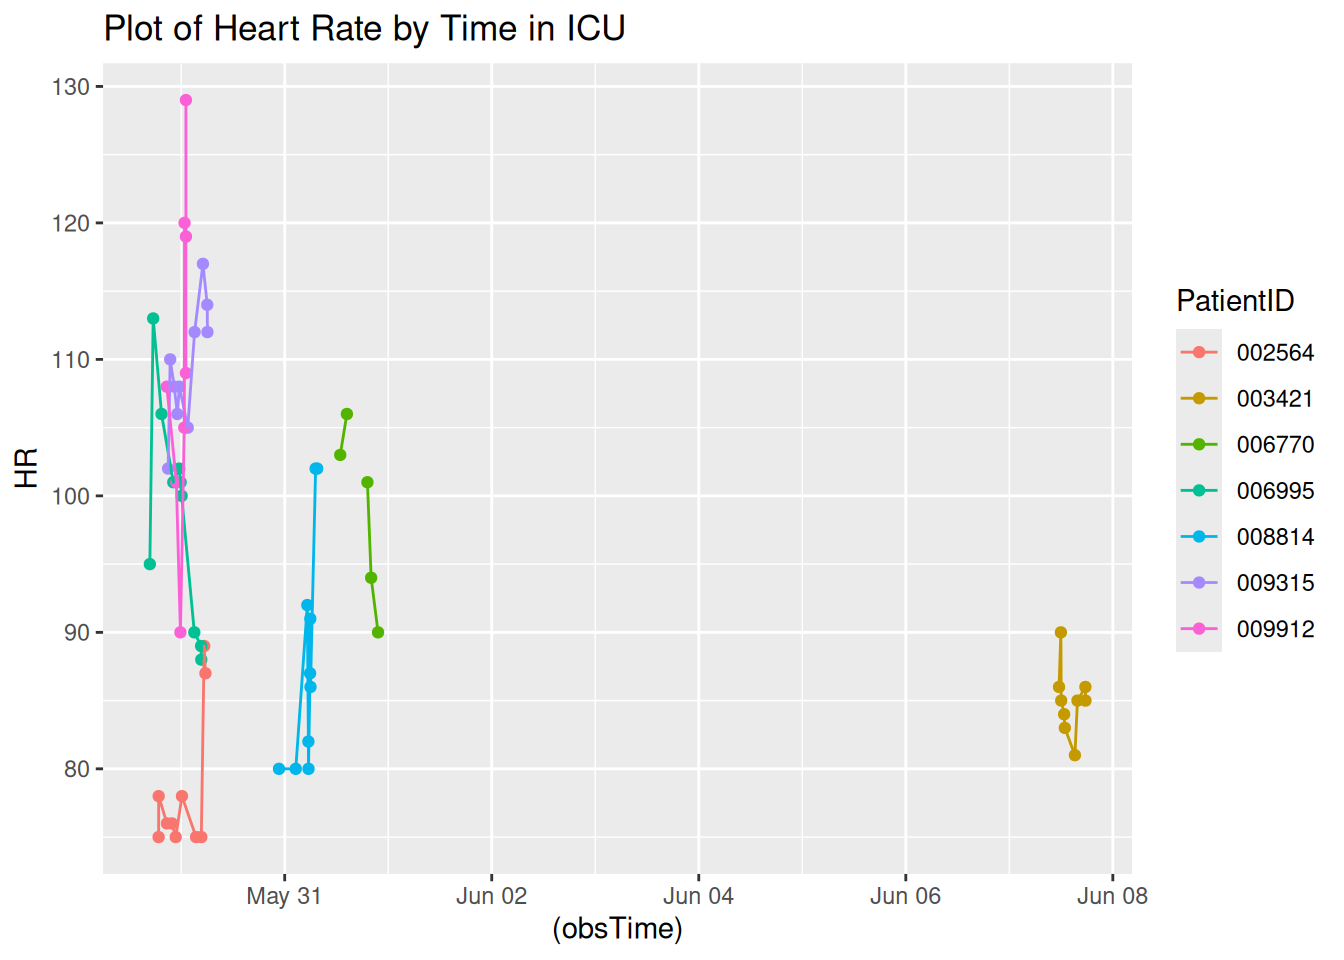 Plot of Heart Rate by Time in ICU
130
120
110
100
90
80
HR
May 31
Jun 02
Jun 04
Jun 06
Jun 08
(obsTime)
PatientID
002564
003421
006770
006995
008814
009315
009912